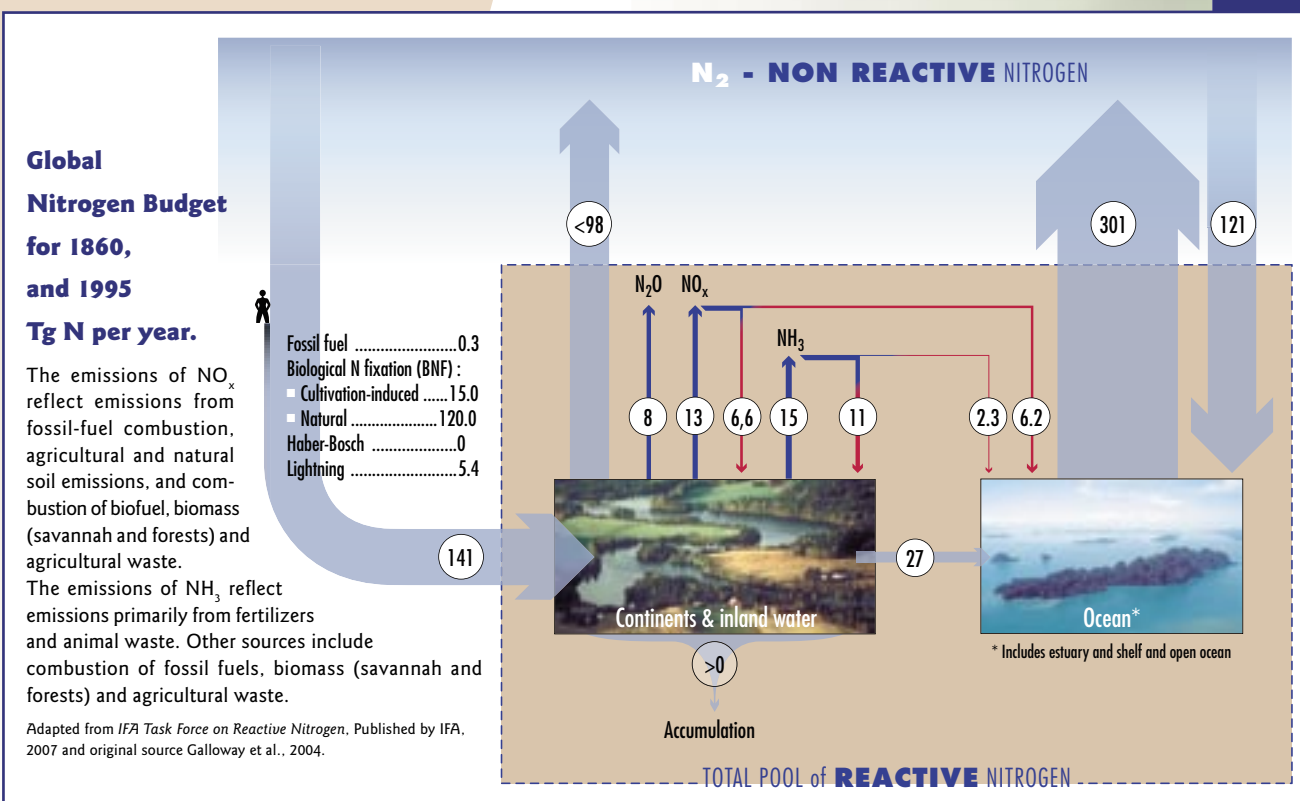 N₂ - NON REACTIVE NITROGEN
Global
Nitrogen Budget
for 1860,
and 1995
Tg N per year.
The emissions of NOₓ
reflect emissions from
fossil-fuel combustion,
agricultural and natural
soil emissions, and com-
bustion of biofuel, biomass
(savannah and forests) and
agricultural waste.
The emissions of NH₃ reflect
emissions primarily from fertilizers
and animal waste. Other sources include
combustion of fossil fuels, biomass (savannah and
forests) and agricultural waste.
Adapted from IFA Task Force on Reactive Nitrogen, Published by IFA,
2007 and original source Galloway et al., 2004.
Fossil fuel ........................0.3
Biological N fixation (BNF) :
Cultivation-induced ......15.0
Natural .....................120.0
Haber-Bosch ....................0
Lightning .........................5.4
<98
301
121
N₂O NOₓ
NH₃
8
13
6,6
15
11
2.3
6.2
141
27
Continents & inland water
Ocean*
* Includes estuary and shelf and open ocean
>0
Accumulation
TOTAL POOL of REACTIVE NITROGEN